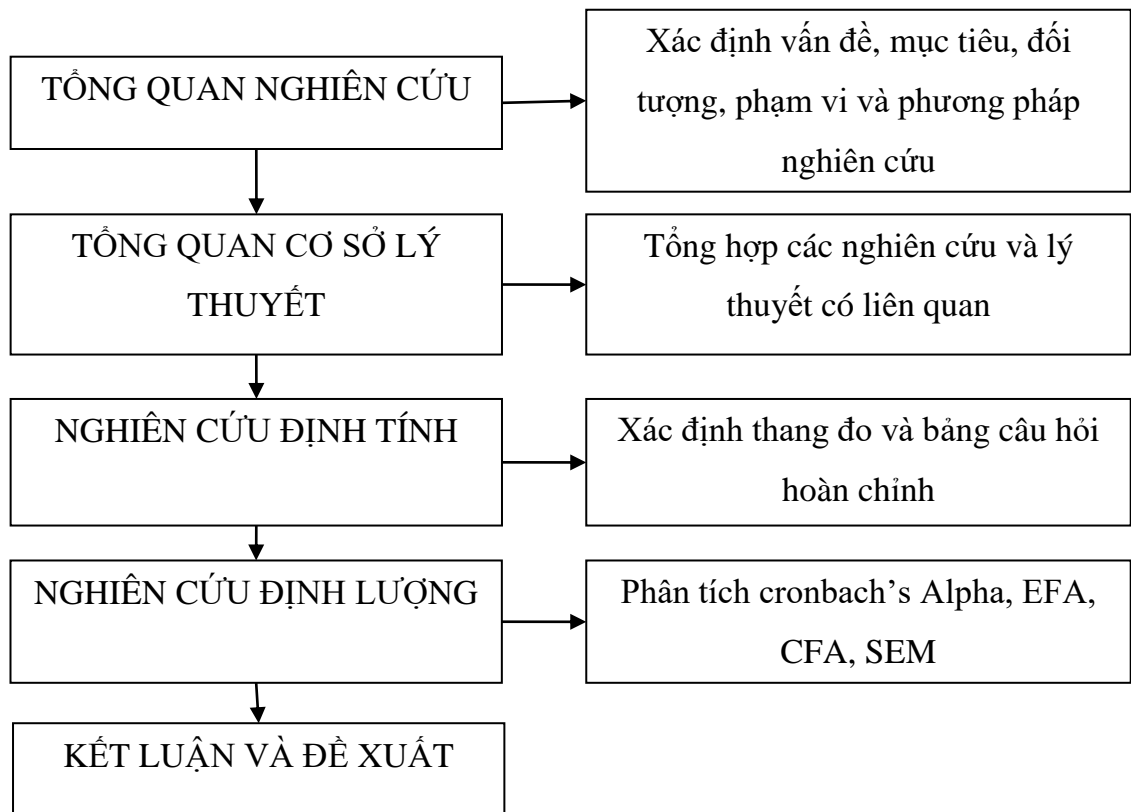 TỔNG QUAN NGHIÊN CỨU
Xác định vấn đề, mục tiêu, đối
tượng, phạm vi và phương pháp
nghiên cứu
TỔNG QUAN CƠ SỞ LÝ
THUYẾT
Tổng hợp các nghiên cứu và lý
thuyết có liên quan
NGHIÊN CỨU ĐỊNH TÍNH
Xác định thang đo và bảng câu hỏi
hoàn chỉnh
NGHIÊN CỨU ĐỊNH LƯỢNG
Phân tích cronbach’s Alpha, EFA,
CFA, SEM
KẾT LUẬN VÀ ĐỀ XUẤT